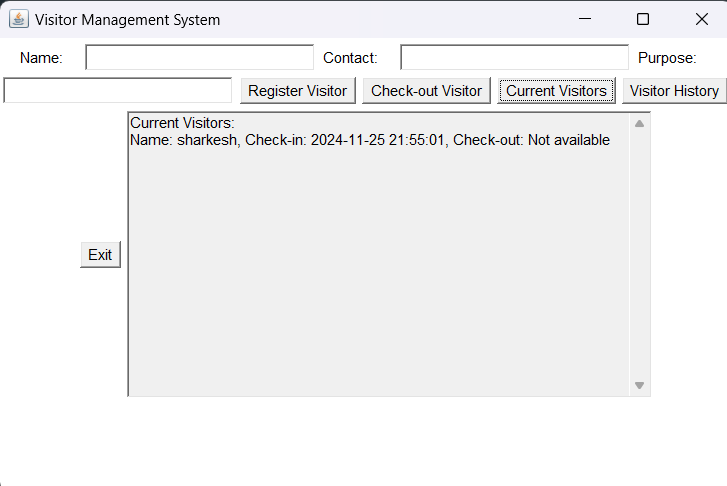 Visitor Management System
Name: Contact: Purpose:
Register Visitor Check-out Visitor Current Visitors Visitor History
Current Visitors:
Name: sharkesh, Check-in: 2024-11-25 21:55:01, Check-out: Not available
Exit